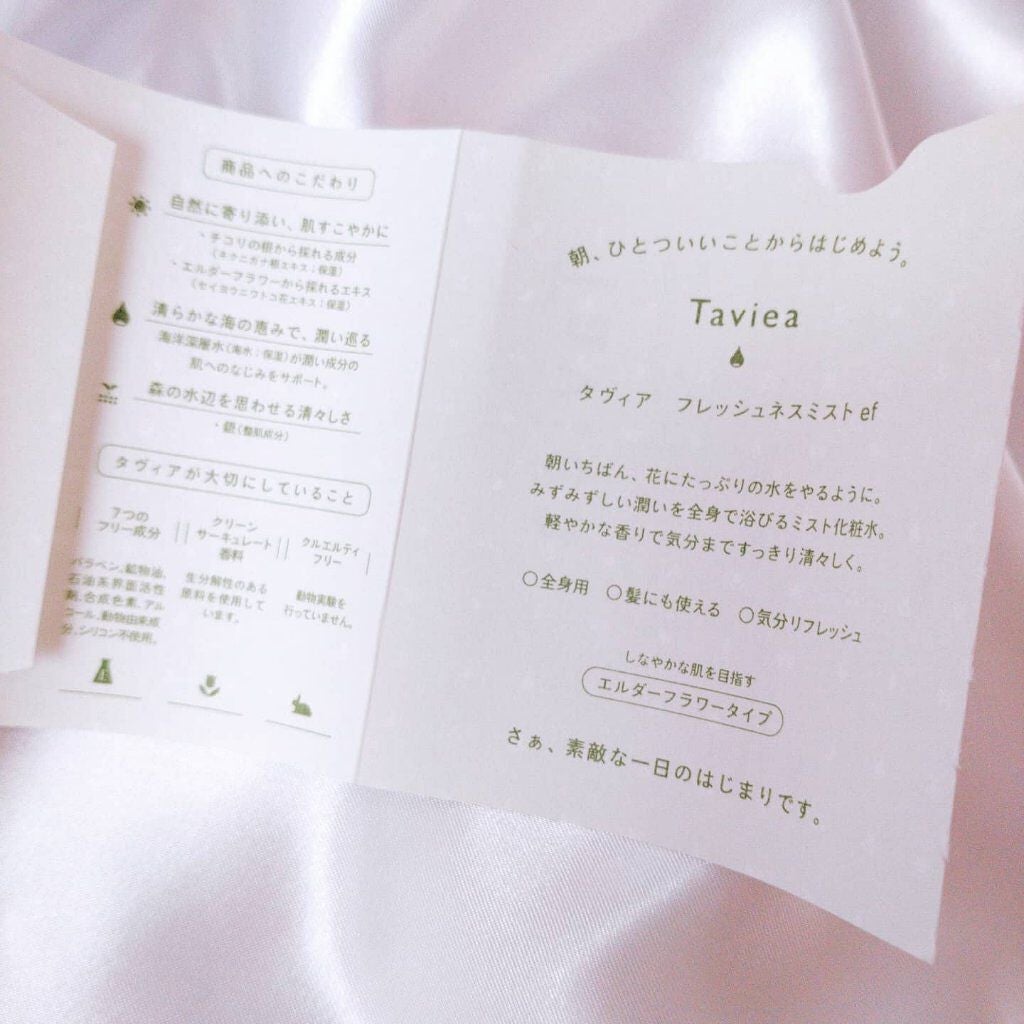 商品へのこだわり
自然に寄り添い、肌すこやかに
・チコリの根から採れる成分
（キクニガナ根エキス：保湿）
・エルダーフラワーから採れるエキス
（セイヨウニワトコ花エキス：保湿）
清らかな海の恵みで、潤い巡る
海洋深層水（海水：保湿）が潤い成分の
肌へのなじみをサポート。
森の水辺を思わせる清々しさ
・銀（整肌成分）
タヴィアが大切にしていること
7つの
フリー成分
パラベン、鉱物油、
石油系界面活性
剤、合成色素、アル
コール、動物由来成
分、シリコン不使用。
クリーン
サーキュレート
香料
生分解性のある
原料を使用して
います。
クルエルティ
フリー
動物実験を
行っていません。
朝、ひとついいことからはじめよう。
Taviea
タヴィア　フレッシュネスミスト ef
朝いちばん、花にたっぷりの水をやるように。
みずみずしい潤いを全身で浴びるミスト化粧水。
軽やかな香りで気分まですっきり清々しく。
○全身用　○髪にも使える　○気分リフレッシュ
しなやかな肌を目指す
エルダーフラワータイプ
さぁ、素敵な一日のはじまりです。